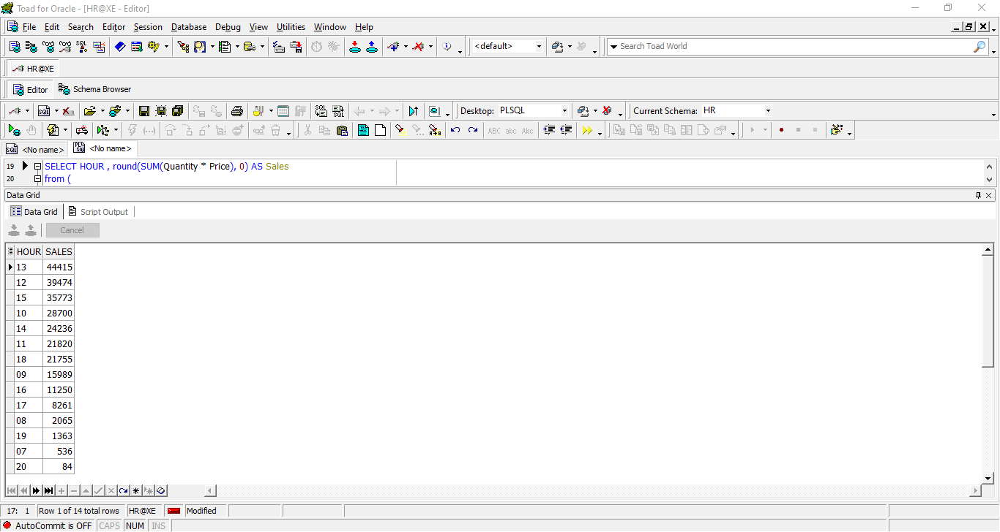 Toad for Oracle - [HR@XE - Editor]
File Edit Search Editor Session Database Debug View Utilities Window Help
<default> Search Toad World
HR@XE
Editor Schema Browser
SQL Desktop: PLSQL Current Schema: HR
ABC abc Abc
SQL <No name> PL SQL <No name>
19 SELECT HOUR , round(SUM(Quantity * Price), 0) AS Sales
20 from (
Data Grid
Data Grid Script Output
Cancel
HOUR SALES
13 44415
12 39474
15 35773
10 28700
14 24236
11 21820
18 21755
09 15989
16 11250
17 8261
08 2065
19 1363
07 536
20 84
17: 1 Row 1 of 14 total rows HR@XE Modified
AutoCommit is OFF CAPS NUM INS